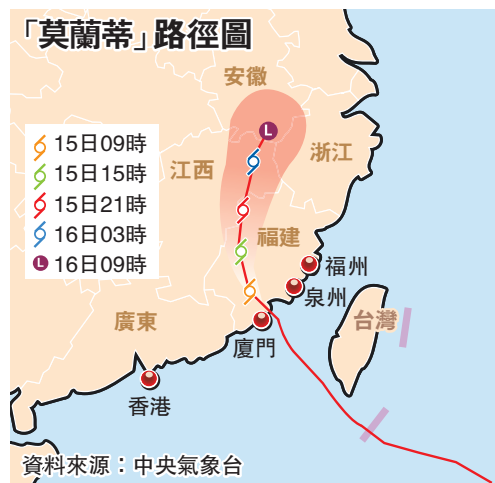 「莫蘭蒂」路徑圖
安徽
15日09時
15日15時
15日21時
16日03時
L 16日09時
L
浙江
江西
福建
福州
泉州
台灣
廣東
廈門
香港
資料來源：中央氣象台